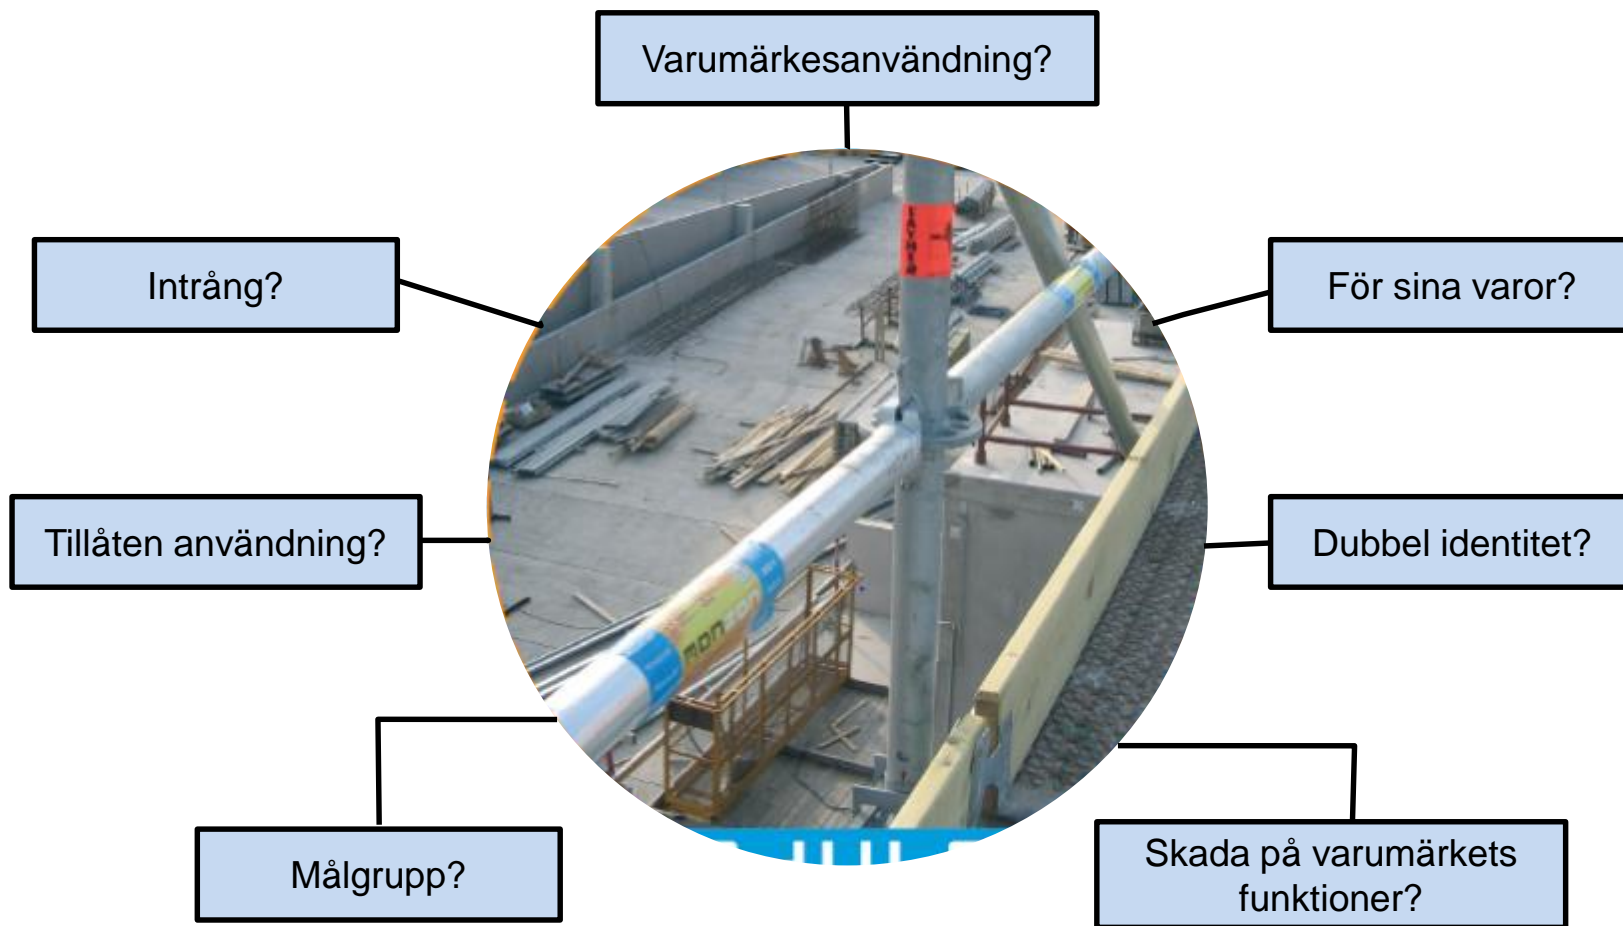 Varumärkesanvändning?
Intrång?
För sina varor?
Tillåten användning?
Dubbel identitet?
Målgrupp?
Skada på varumärkets
funktioner?